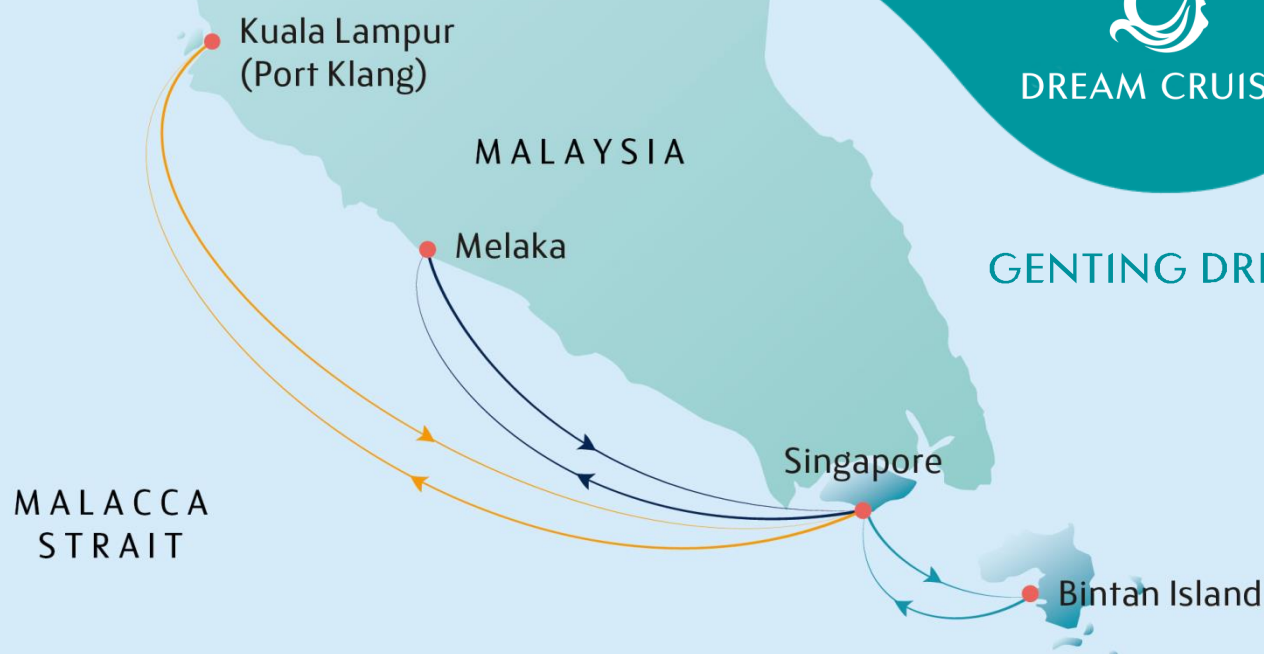 Kuala Lampur
(Port Klang)
DREAM CRUIS
MALAYSIA
Melaka
GENTING DRE
Singapore
MALACCA
STRAIT
Bintan Island